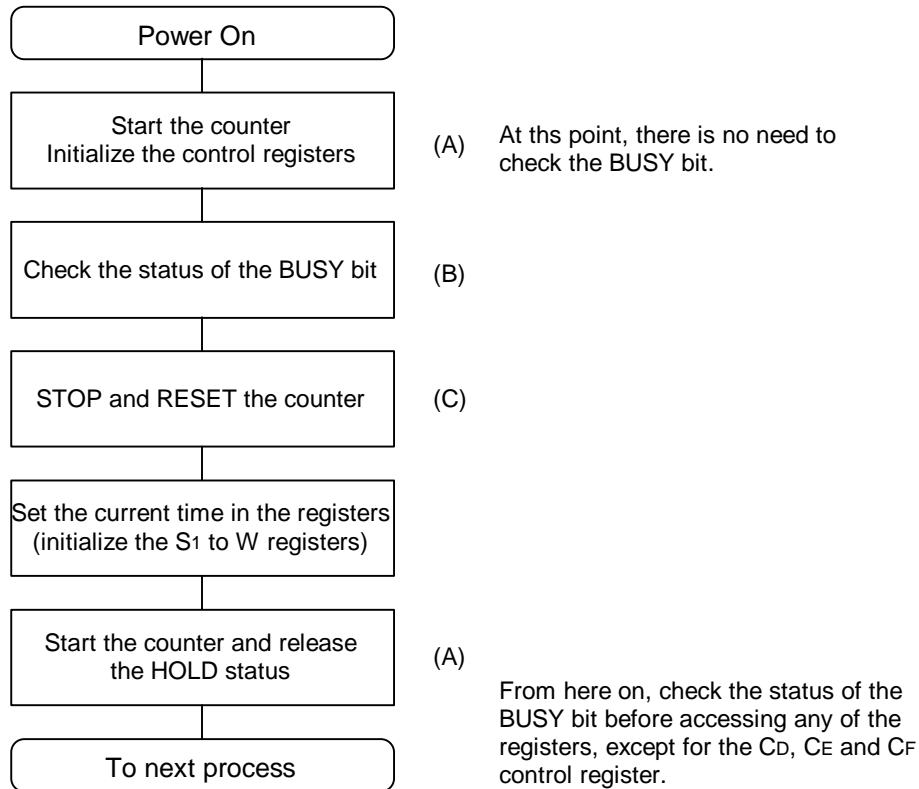 Power On
Start the counter
Initialize the control registers
(A)
At ths point, there is no need to
check the BUSY bit.
Check the status of the BUSY bit
(B)
STOP and RESET the counter
(C)
Set the current time in the registers
(initialize the S1 to W registers)
Start the counter and release
the HOLD status
(A)
From here on, check the status of the
BUSY bit before accessing any of the
registers, except for the CD, CE and CF
control register.
To next process